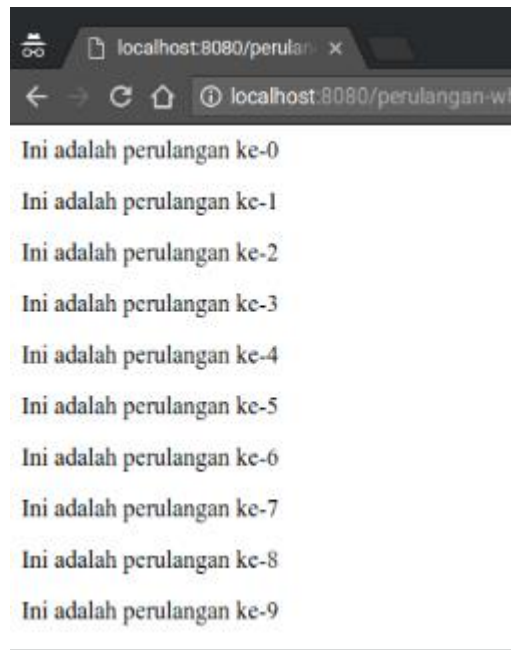 localhost:8080/perulan
localhost:8080/perulangan-wh
Ini adalah perulangan ke-0
Ini adalah perulangan ke-1
Ini adalah perulangan ke-2
Ini adalah perulangan ke-3
Ini adalah perulangan ke-4
Ini adalah perulangan ke-5
Ini adalah perulangan ke-6
Ini adalah perulangan ke-7
Ini adalah perulangan ke-8
Ini adalah perulangan ke-9